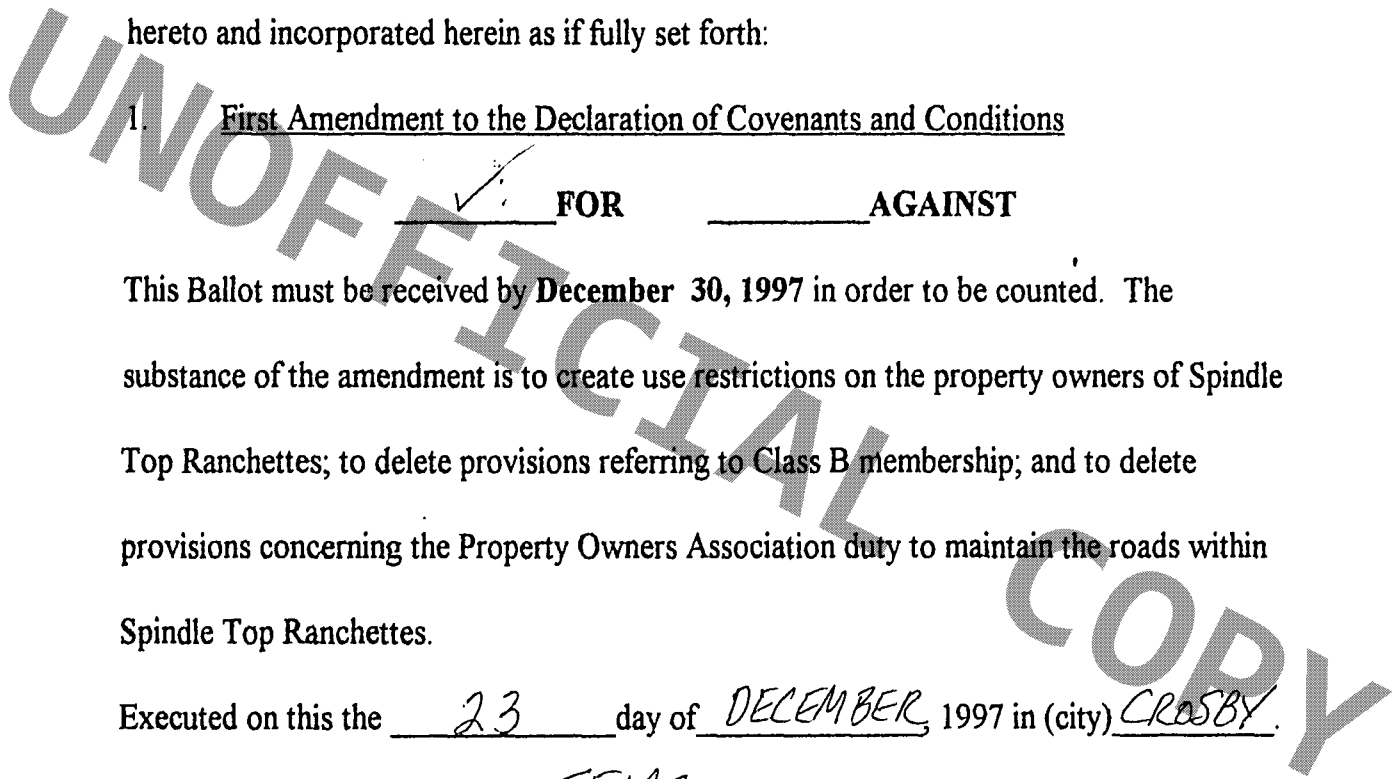 hereto and incorporated herein as if fully set forth:
1. First Amendment to the Declaration of Covenants and Conditions
✓ FOR AGAINST
This Ballot must be received by December 30, 1997 in order to be counted. The
substance of the amendment is to create use restrictions on the property owners of Spindle
Top Ranchettes; to delete provisions referring to Class B membership; and to delete
provisions concerning the Property Owners Association duty to maintain the roads within
Spindle Top Ranchettes.
Executed on this the 23 day of DECEMBER, 1997 in (city) CROSBY.
UNOFFICIAL COPY